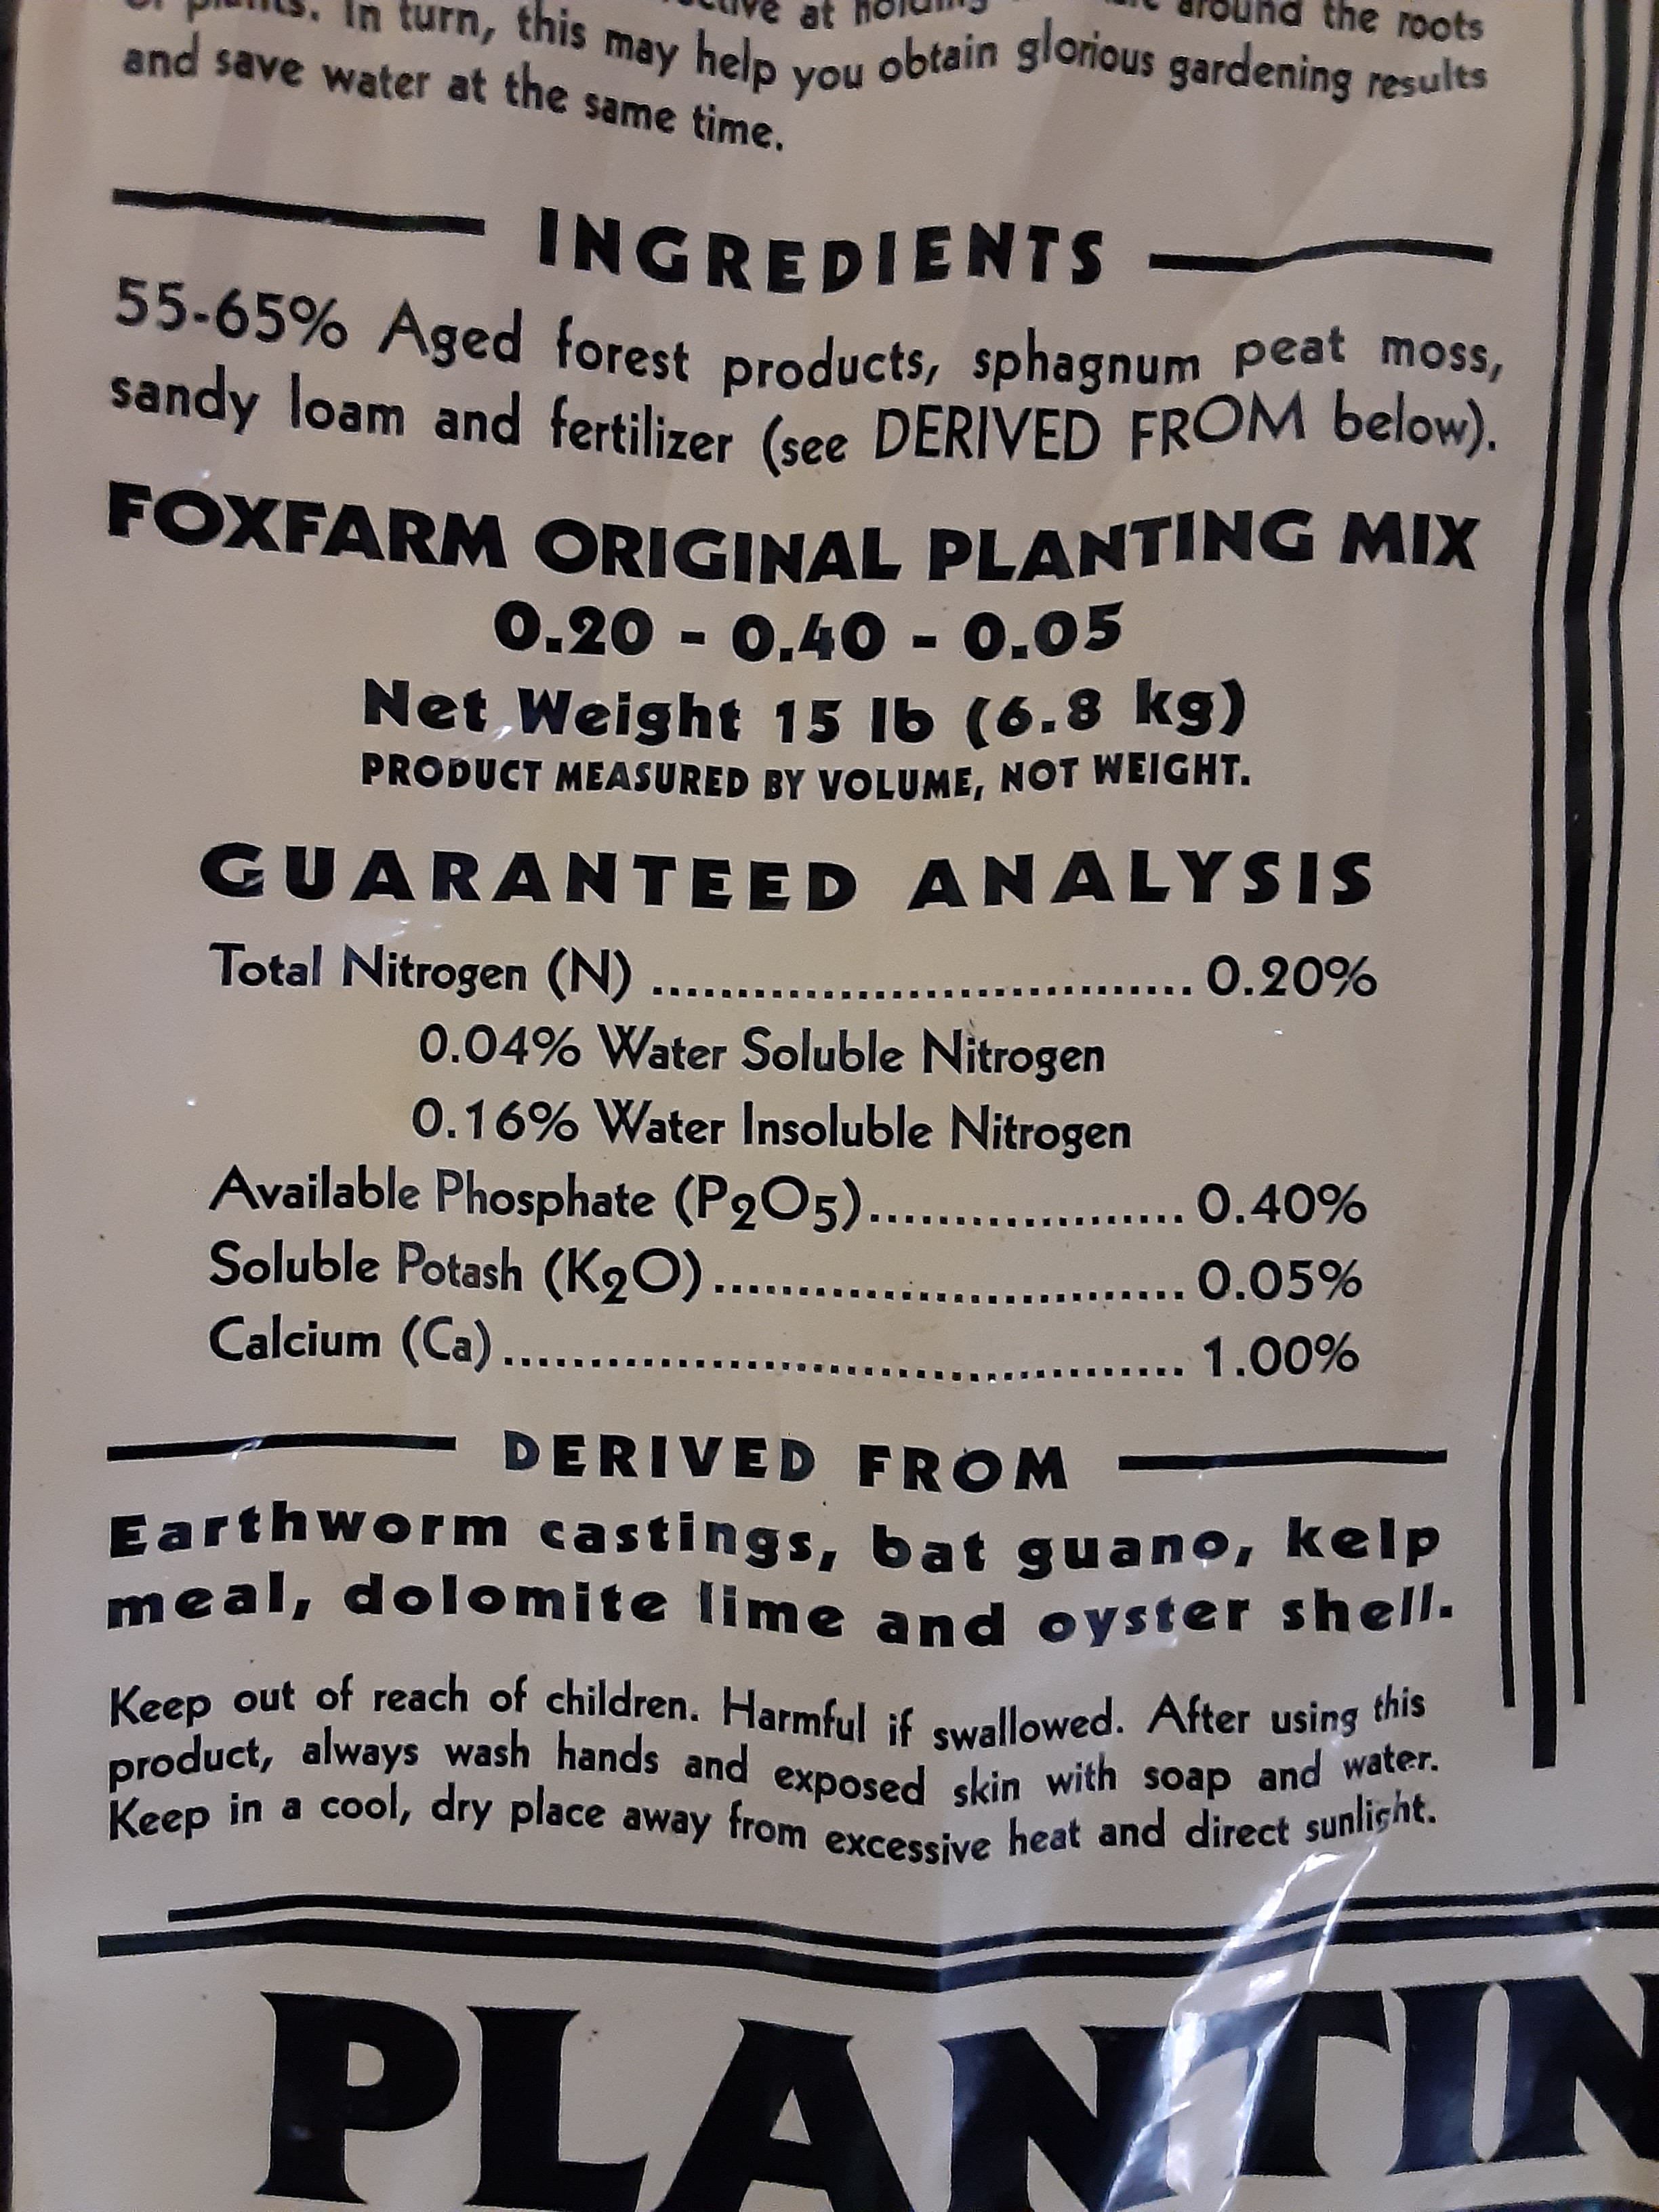 plants. In turn, this may help you obtain glorious gardening results
at holding around the roots
and save water at the same time.
INGREDIENTS
55-65% Aged forest products, sphagnum peat moss,
sandy loam and fertilizer (see DERIVED FROM below).
FOXFARM ORIGINAL PLANTING MIX
0.20 - 0.40 - 0.05
Net Weight 15 lb (6.8 kg)
PRODUCT MEASURED BY VOLUME, NOT WEIGHT.
GUARANTEED ANALYSIS
Total Nitrogen (N) ...................................... 0.20%
0.04% Water Soluble Nitrogen
0.16% Water Insoluble Nitrogen
Available Phosphate (P2O5)...................... 0.40%
Soluble Potash (K2O)................................. 0.05%
Calcium (Ca)................................................ 1.00%
DERIVED FROM
Earthworm castings, bat guano, kelp
meal, dolomite lime and oyster shell.
Keep out of reach of children. Harmful if swallowed. After using this
product, always wash hands and exposed skin with soap and water.
Keep in a cool, dry place away from excessive heat and direct sunlight.
PLANTIN